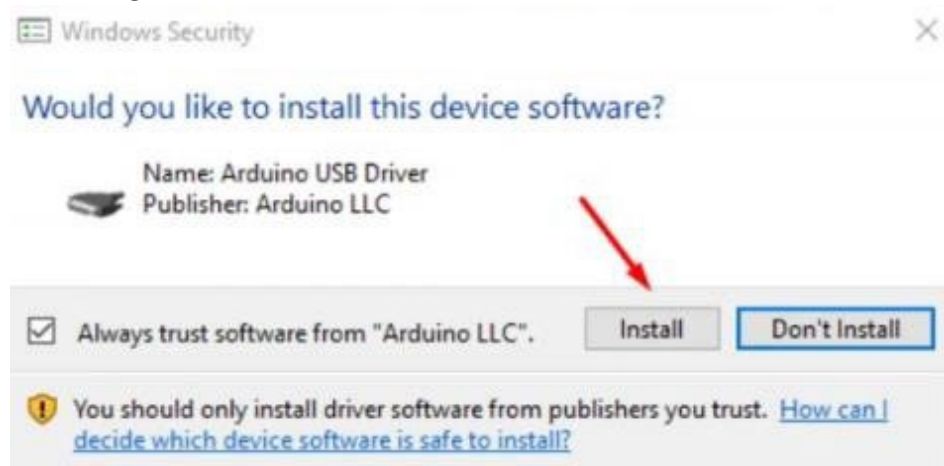 Windows Security
Would you like to install this device software?
Name: Arduino USB Driver
Publisher: Arduino LLC
Always trust software from "Arduino LLC".
Install
Don't Install
You should only install driver software from publishers you trust. How can I
decide which device software is safe to install?